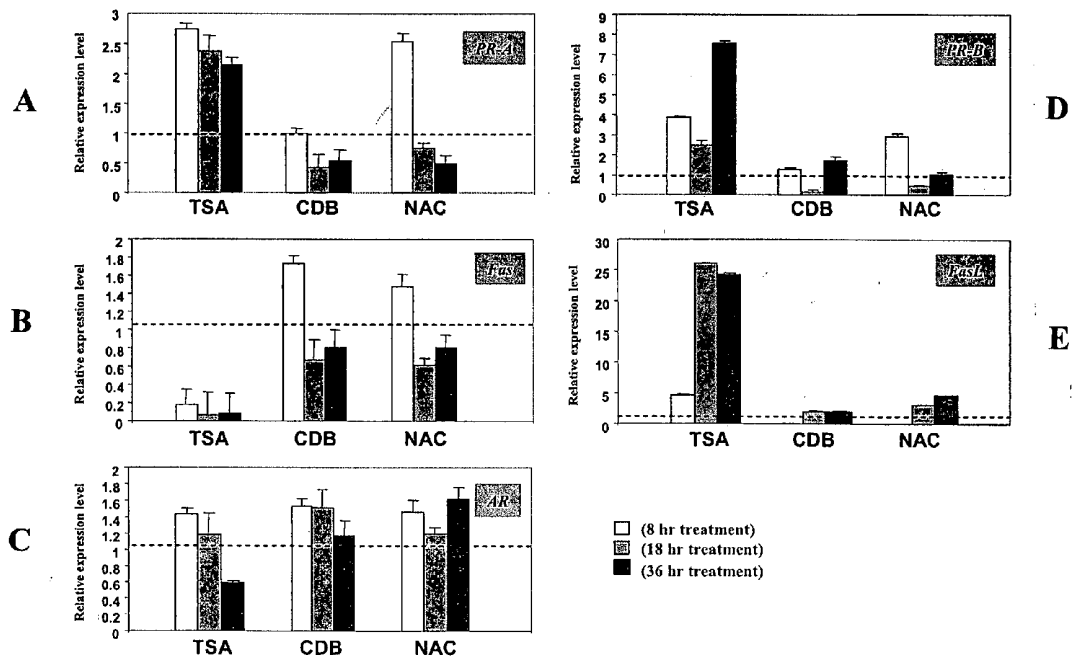 A
Relative expression level
3
2.5
2
1
0.5
0
PR-A
TSA CDB NAC
B
Relative expression level
2
1.8
1.6
1.4
1.2
1
0.8
0.6
0.4
0.2
0
Fas
TSA CDB NAC
C
Relative expression level
2
1.8
1.6
1.4
1.2
1
0.8
0.6
0.4
0.2
0
AR
TSA CDB NAC
D
Relative expression level
9
8
7
6
5
4
3
2
1
0
PR-B
TSA CDB NAC
E
Relative expression level
30
25
20
15
10
5
0
FasL
TSA CDB NAC
(8 hr treatment)
(18 hr treatment)
(36 hr treatment)